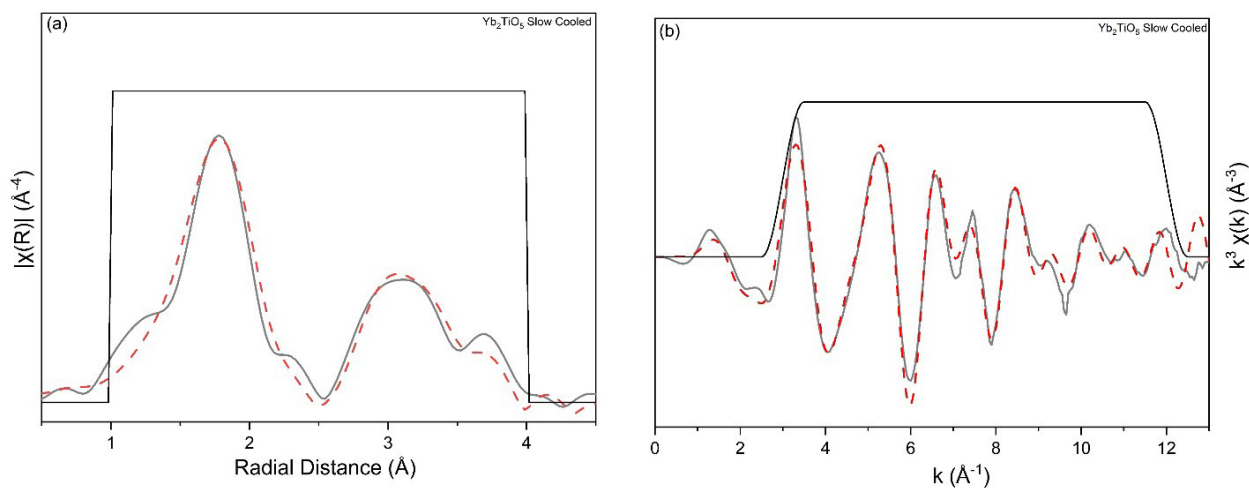 (a)
Yb₂TiO₅ Slow Cooled
|χ(R)| (Å⁻⁴)
1 2 3 4
Radial Distance (Å)
(b)
Yb₂TiO₅ Slow Cooled
k³ χ(k) (Å⁻³)
0 2 4 6 8 10 12
k (Å⁻¹)